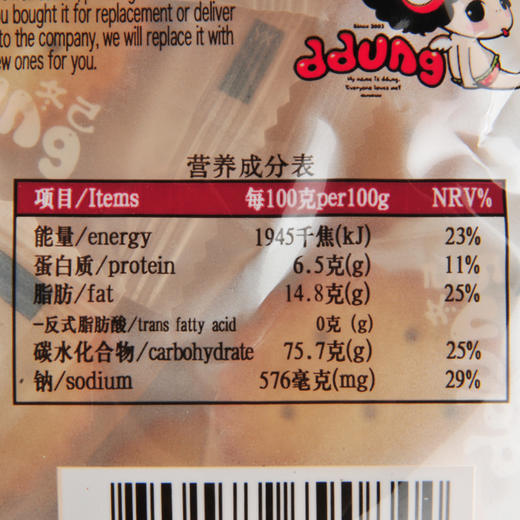 you bought it for replacement or deliver
to the company, we will replace it with
new ones for you.
Since 2003
ddung
My name is ddung.
Everyone loves me!
营养成分表
项目/Items 每100克per100g NRV%
能量/energy 1945千焦(kJ) 23%
蛋白质/protein 6.5克(g) 11%
脂肪/fat 14.8克(g) 25%
—反式脂肪酸/trans fatty acid 0克 (g)
碳水化合物/carbohydrate 75.7克(g) 25%
钠/sodium 576毫克(mg) 29%